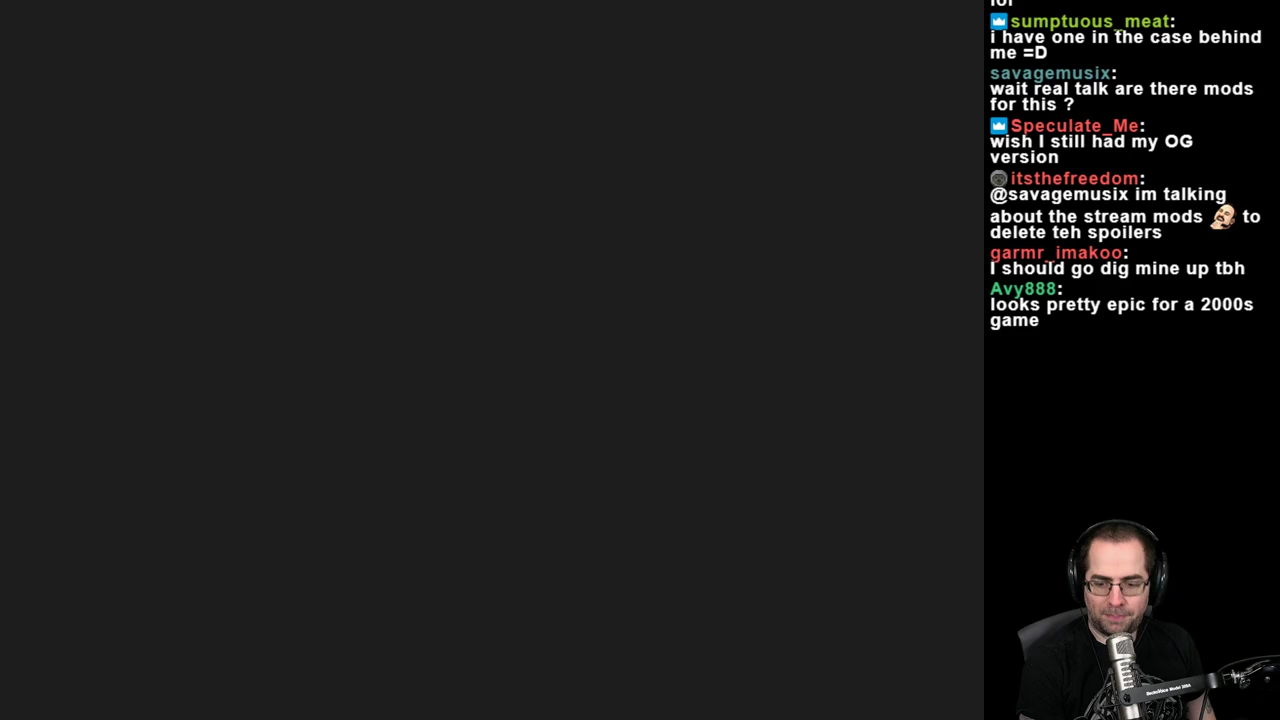 sumptuous_meat:
i have one in the case behind
me =D
savagemusix:
wait real talk are there mods
for this ?
Speculate_Me:
wish I still had my OG
version
itsthefreedom:
@savagemusix im talking
about the stream mods to
delete teh spoilers
garmr_imakoo:
I should go dig mine up tbh
Avy888:
looks pretty epic for a 2000s
game